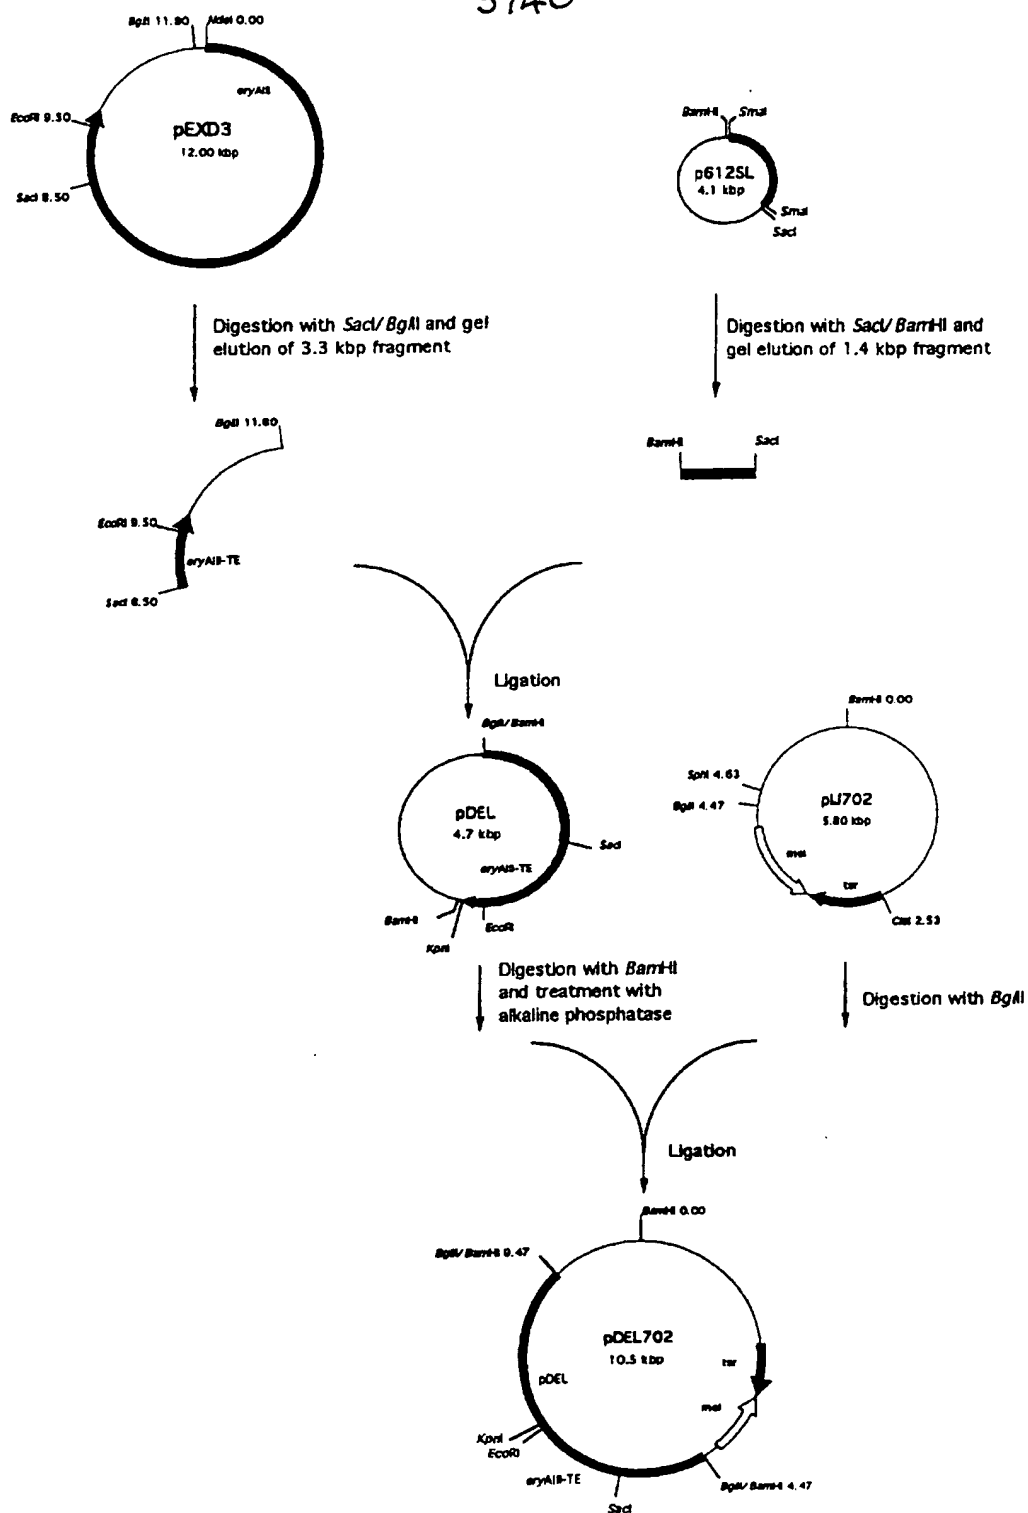 5/40
BglII 11.80 NdeI 0.00
eryAIII
EcoRI 9.50
pEXD3
12.00 kbp
SacI 8.50
BamHI SmaI
p612SL
4.1 kbp
SmaI
SacI
Digestion with SacI/BglII and gel
elution of 3.3 kbp fragment
Digestion with SacI/BamHI and
gel elution of 1.4 kbp fragment
BglII 11.80
BamHI SacI
EcoRI 9.50
eryAIII-TE
SacI 8.50
Ligation
BglII/BamHI
BamHI 0.00
SphI 4.63
BglII 4.47
pIJ702
5.80 kbp
pDEL
4.7 kbp
SacI
mel
tsr
eryAIII-TE
BamHI
EcoRI
KpnI
ClaI 2.53
Digestion with BamHI
and treatment with
alkaline phosphatase
Digestion with BglII
Ligation
BamHI 0.00
BglII/BamHI 9.47
pDEL702
10.5 kbp
tsr
pDEL
mel
KpnI
EcoRI
eryAIII-TE
BglII/BamHI 4.47
SacI